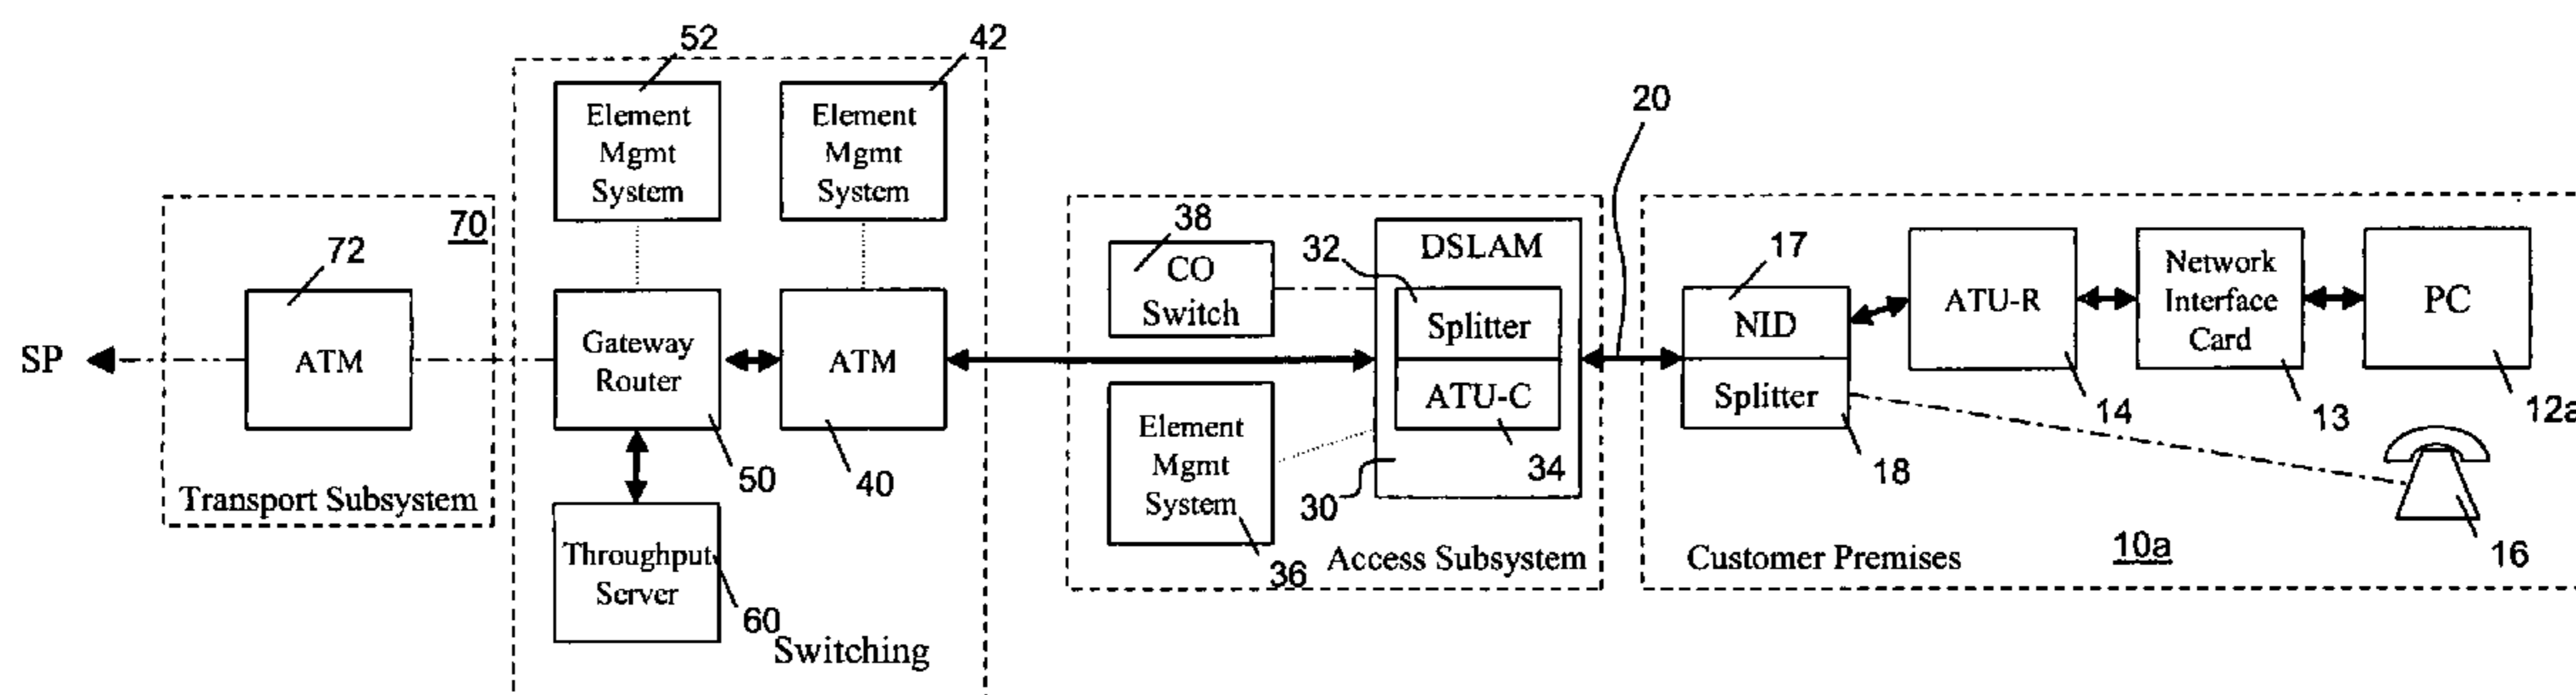 52
42
Element
Mgmt
System
Element
Mgmt
System
20
70
72
38
CO
Switch
32
DSLAM
Splitter
ATU-C
17
NID
Splitter
ATU-R
Network
Interface
Card
PC
SP
ATM
Gateway
Router
ATM
14
13
12a
50
40
Element
Mgmt
System
34
30
18
Transport Subsystem
Throughput
Server
60
Switching
36
Access Subsystem
Customer Premises
10a
16